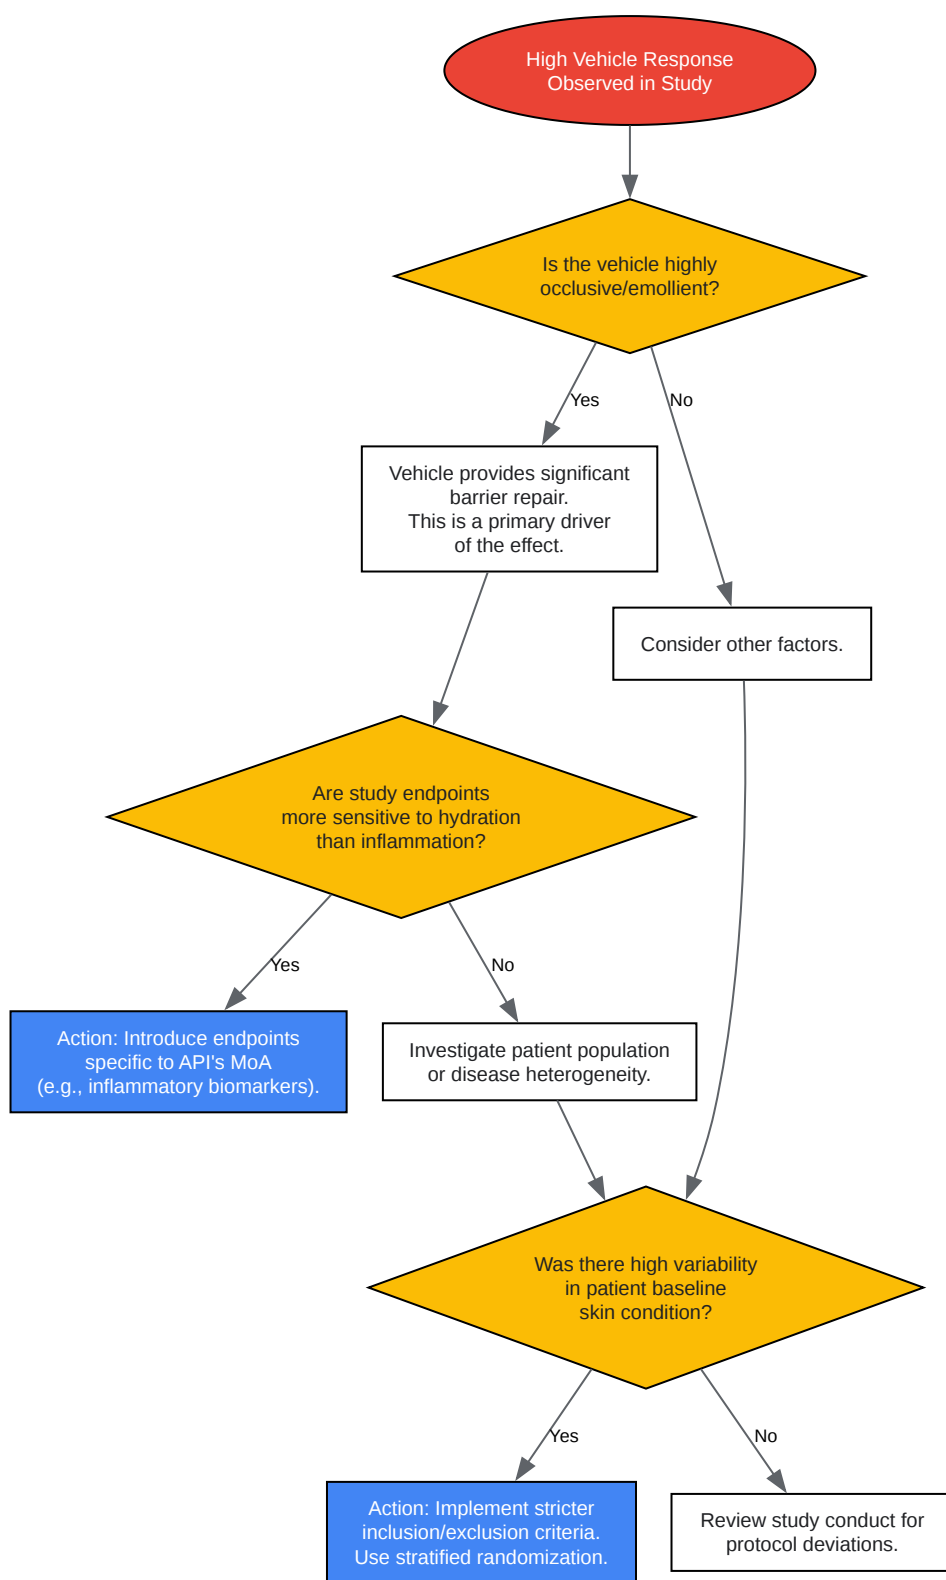 High Vehicle Response
Observed in Study
Is the vehicle highly
occlusive/emollient?
Yes
No
Vehicle provides significant
barrier repair.
This is a primary driver
of the effect.
Consider other factors.
Are study endpoints
more sensitive to hydration
than inflammation?
Yes
No
Action: Introduce endpoints
specific to API's MoA
(e.g., inflammatory biomarkers).
Investigate patient population
or disease heterogeneity.
Was there high variability
in patient baseline
skin condition?
Yes
No
Action: Implement stricter
inclusion/exclusion criteria.
Use stratified randomization.
Review study conduct for
protocol deviations.